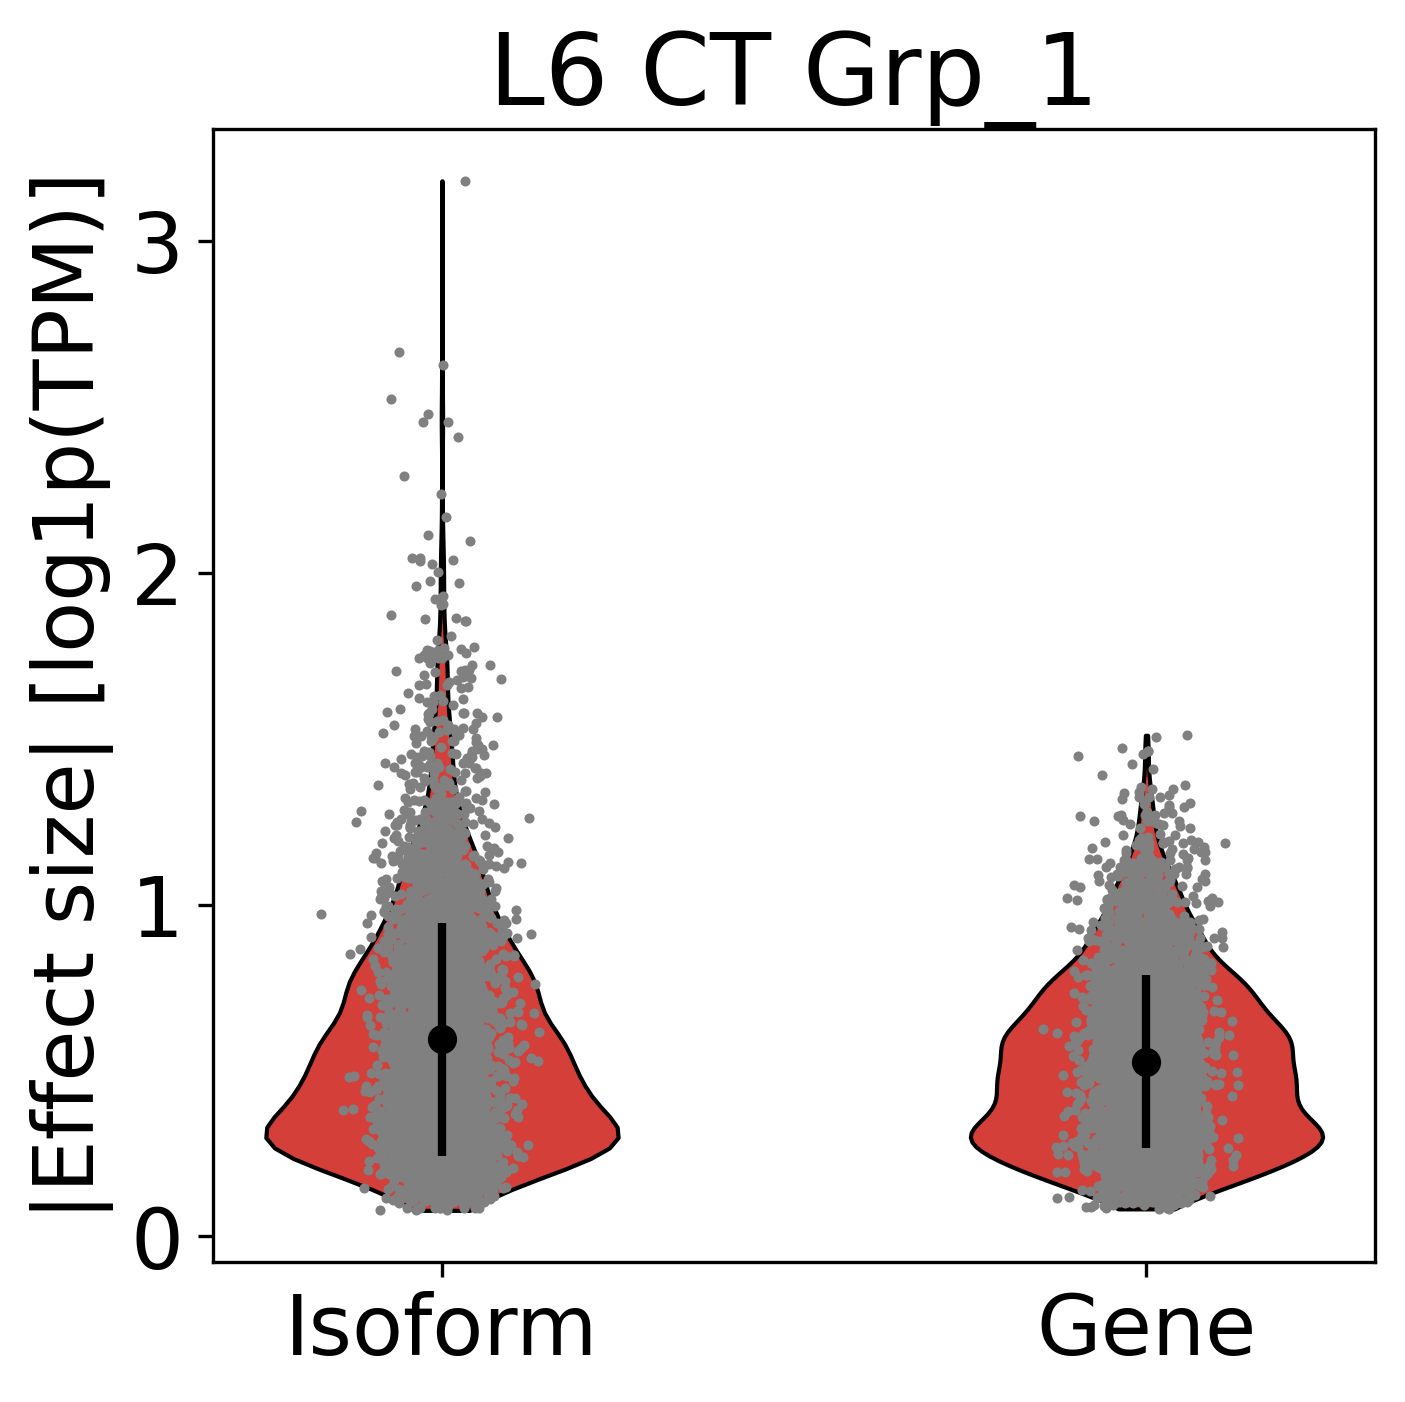 L6 CT Grp_1
|Effect size| [log1p(TPM))]
3
2
1
0
Isoform Gene